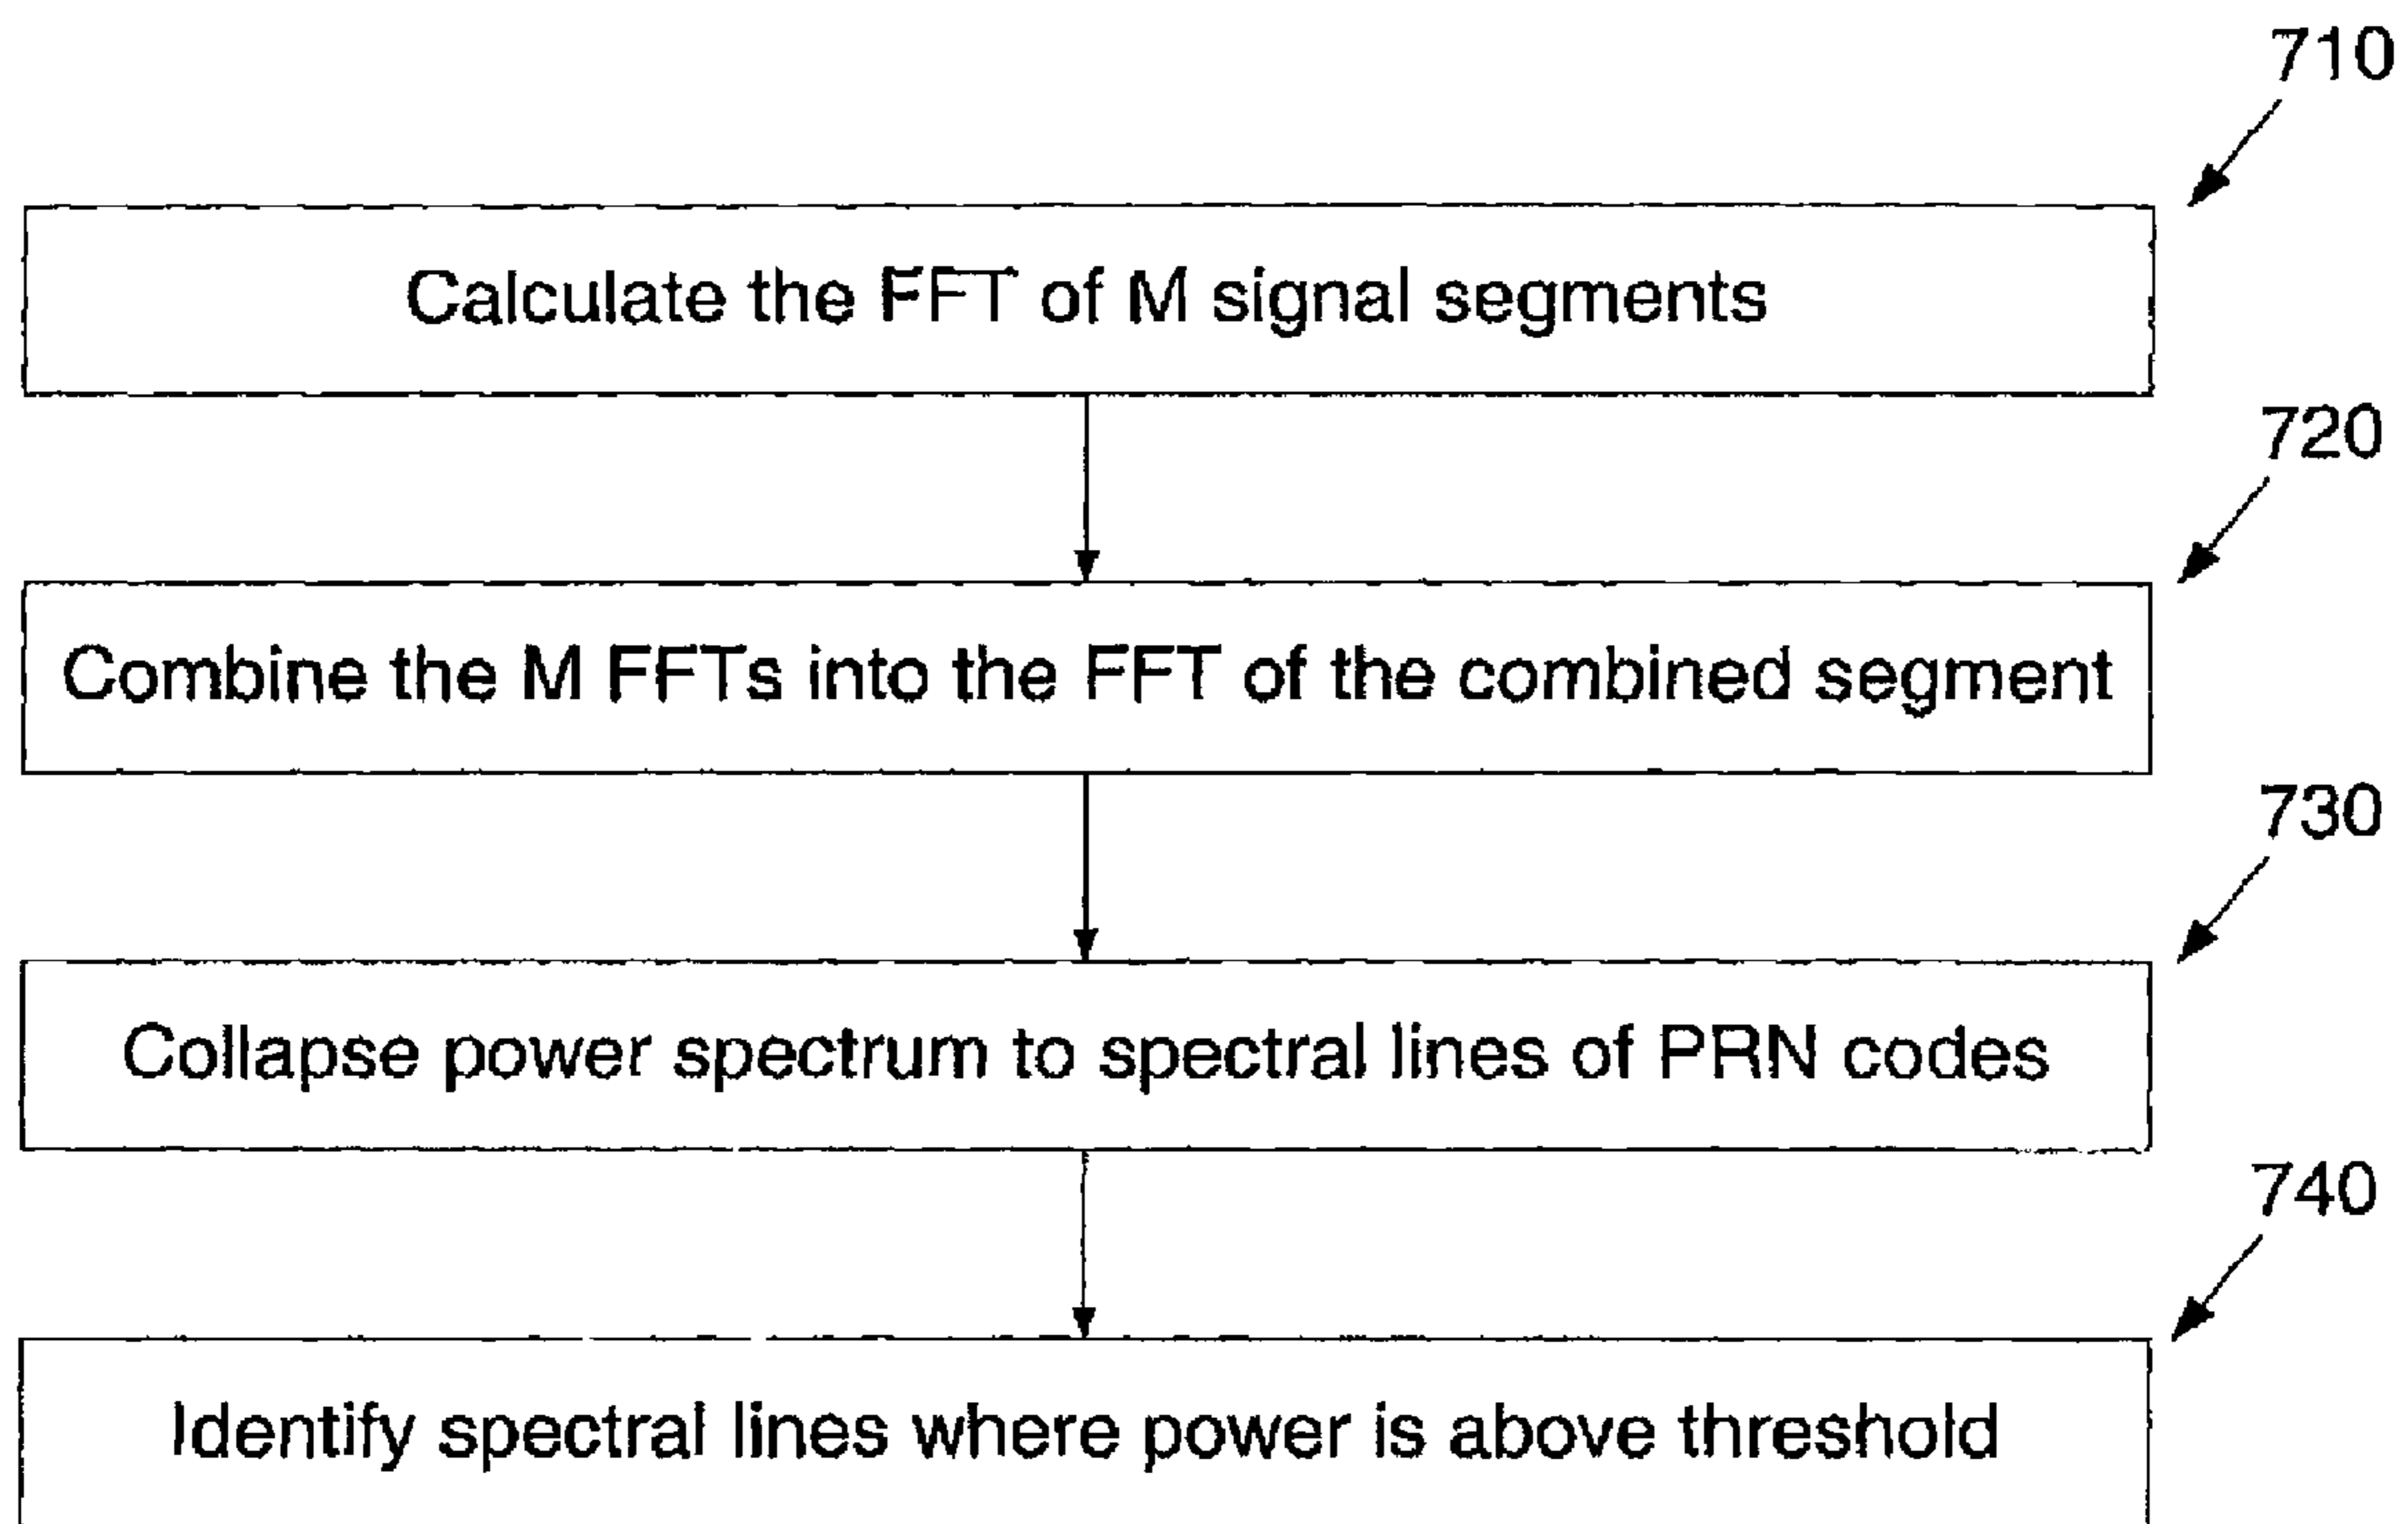 710
Calculate the FFT of M signal segments
720
Combine the M FFTs into the FFT of the combined segment
730
Collapse power spectrum to spectral lines of PRN codes
740
Identify spectral lines where power is above threshold